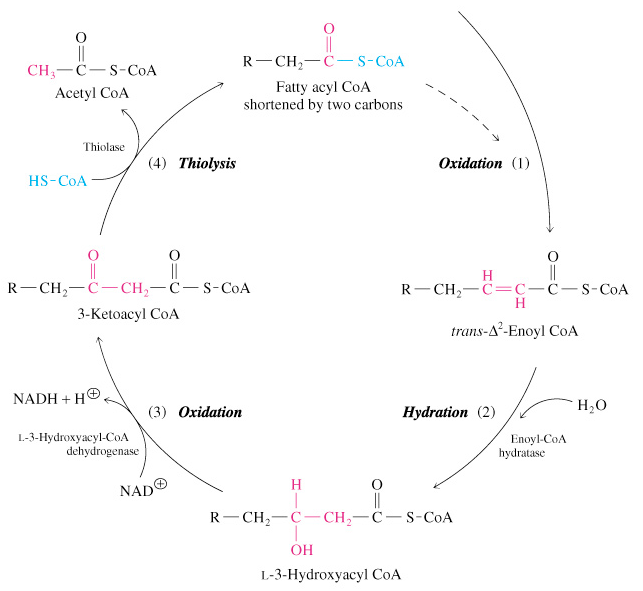 O
CH₃—C—S-CoA
Acetyl CoA
O
R—CH₂—C—S-CoA
Fatty acyl CoA
shortened by two carbons
Thiolase
HS-CoA
(4) Thiolysis
Oxidation (1)
O
O
R—CH₂—C—CH₂—C—S-CoA
3-Ketoacyl CoA
O
H
R—CH₂—C=C—C—S-CoA
H
trans-Δ²-Enoyl CoA
NADH + H⊕
(3) Oxidation
L-3-Hydroxyacyl-CoA
dehydrogenase
NAD⊕
Hydration (2)
H₂O
Enoyl-CoA
hydratase
H
O
R—CH₂—C—CH₂—C—S-CoA
OH
L-3-Hydroxyacyl CoA